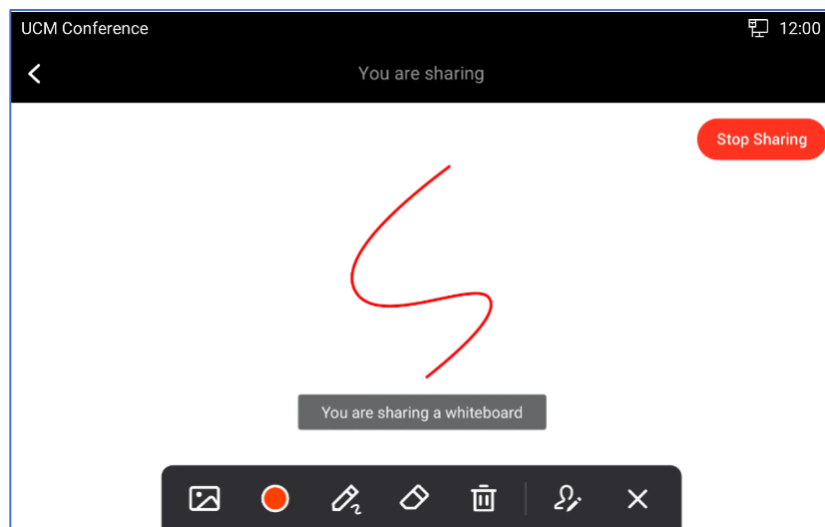 UCM Conference 12:00
You are sharing
Stop Sharing
You are sharing a whiteboard